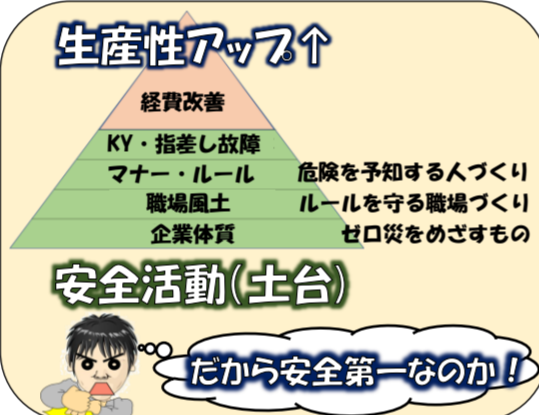 生産性アップ↑
経費改善
KY・指差し故障
マナー・ルール 危険を予知する人づくり
職場風土 ルールを守る職場づくり
企業体質 ゼロ災をめざすもの
安全活動(土台)
だから安全第一なのか!